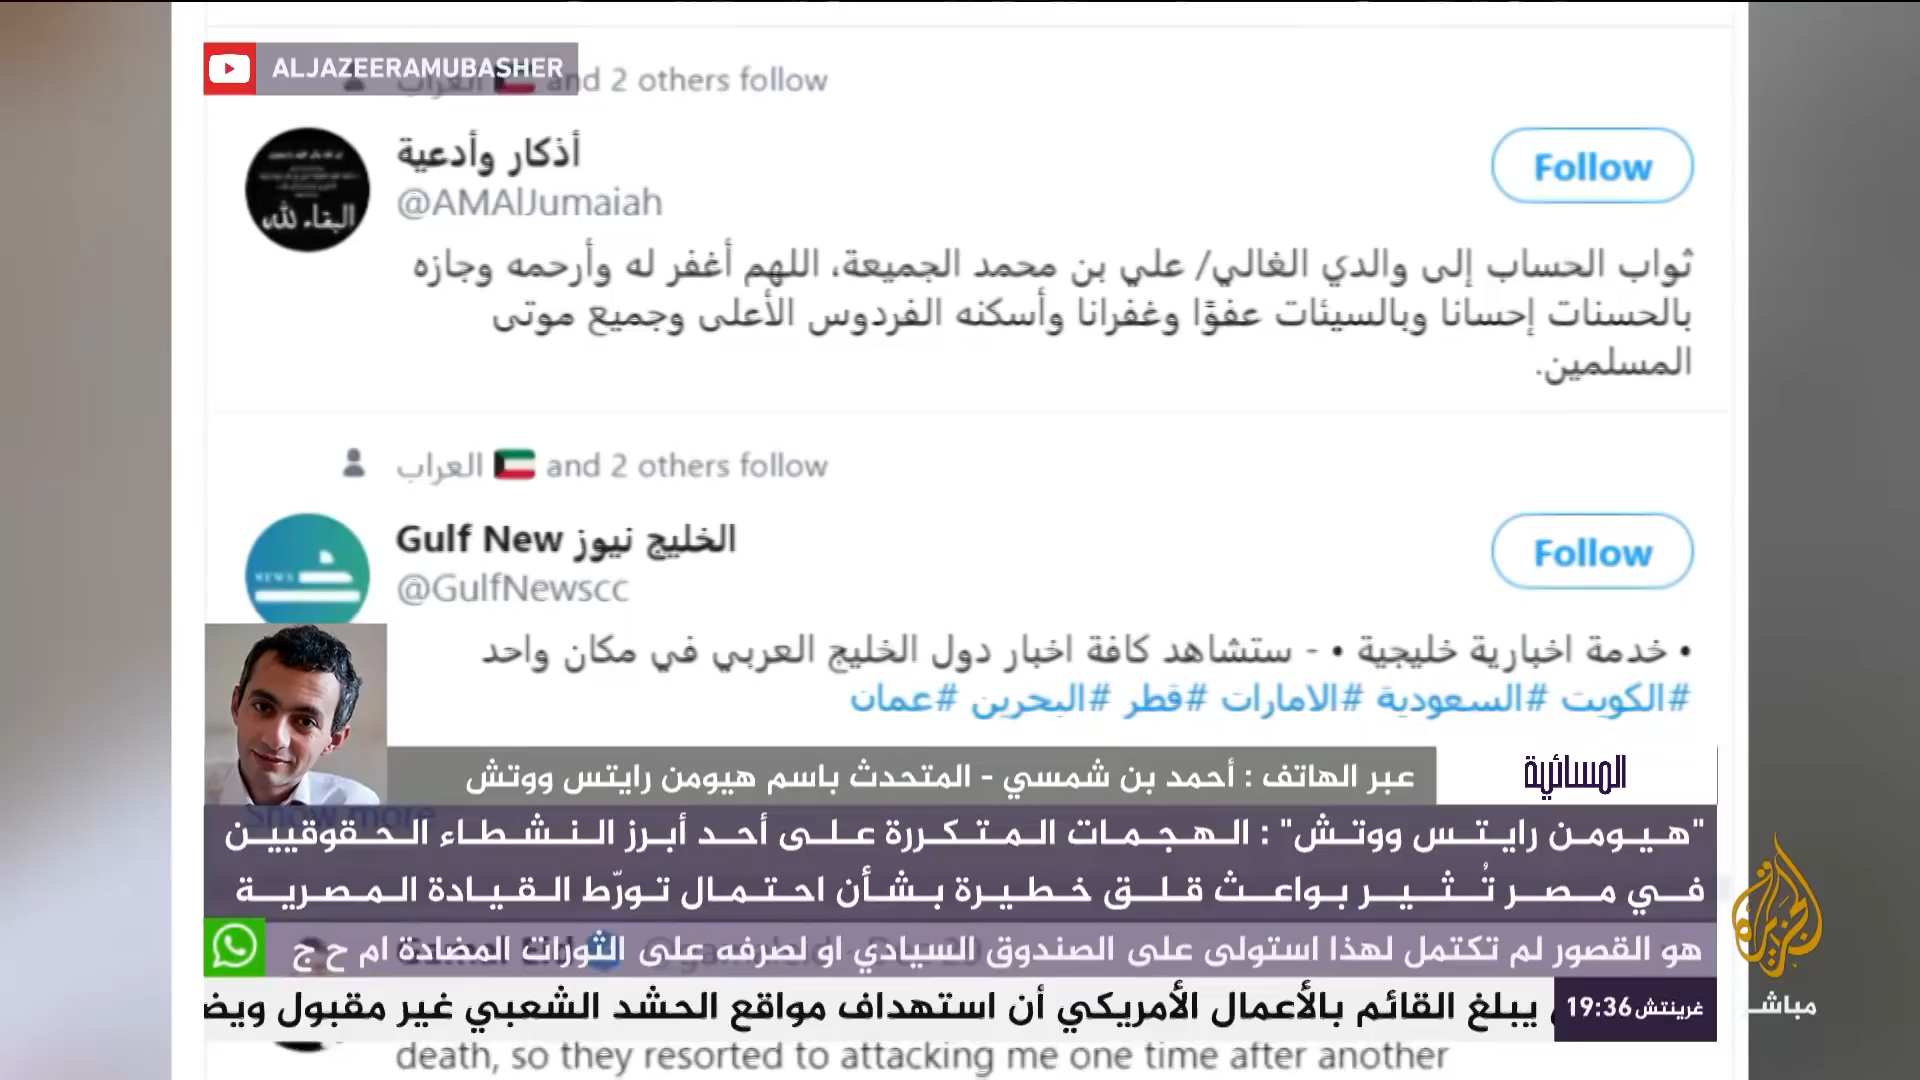 ALJAZEERAMUBASHER
العراب and 2 others follow
أذكار وأدعية
@AMAlJumaiah
Follow
البقاء لله
ثواب الحساب إلى والدي الغالي/ علي بن محمد الجميعة، اللهم أغفر له وأرحمه وجازه
بالحسنات إحسانا وبالسيئات عفوًا وغفرانا وأسكنه الفردوس الأعلى وجميع موتى
المسلمين.
العراب and 2 others follow
Gulf New الخليج نيوز
@GulfNewscc
Follow
NEWS
• خدمة اخبارية خليجية • - ستشاهد كافة اخبار دول الخليج العربي في مكان واحد
#الكويت #السعودية #الامارات #قطر #البحرين #عمان
المسائية
عبر الهاتف : أحمد بن شمسي - المتحدث باسم هيومن رايتس ووتش
Show more
"هيومن رايتس ووتش" : الهجمات المتكررة على أحد أبرز النشطاء الحقوقيين
في مصر تُثير بواعث قلق خطيرة بشأن احتمال تورّط القيادة المصرية
هو القصور لم تكتمل لهذا استولى على الصندوق السيادي او لصرفه على الثورات المضادة ام ح ج
غرينتش 19:36
يبلغ القائم بالأعمال الأمريكي أن استهداف مواقع الحشد الشعبي غير مقبول ويض
مباشر
death, so they resorted to attacking me one time after another